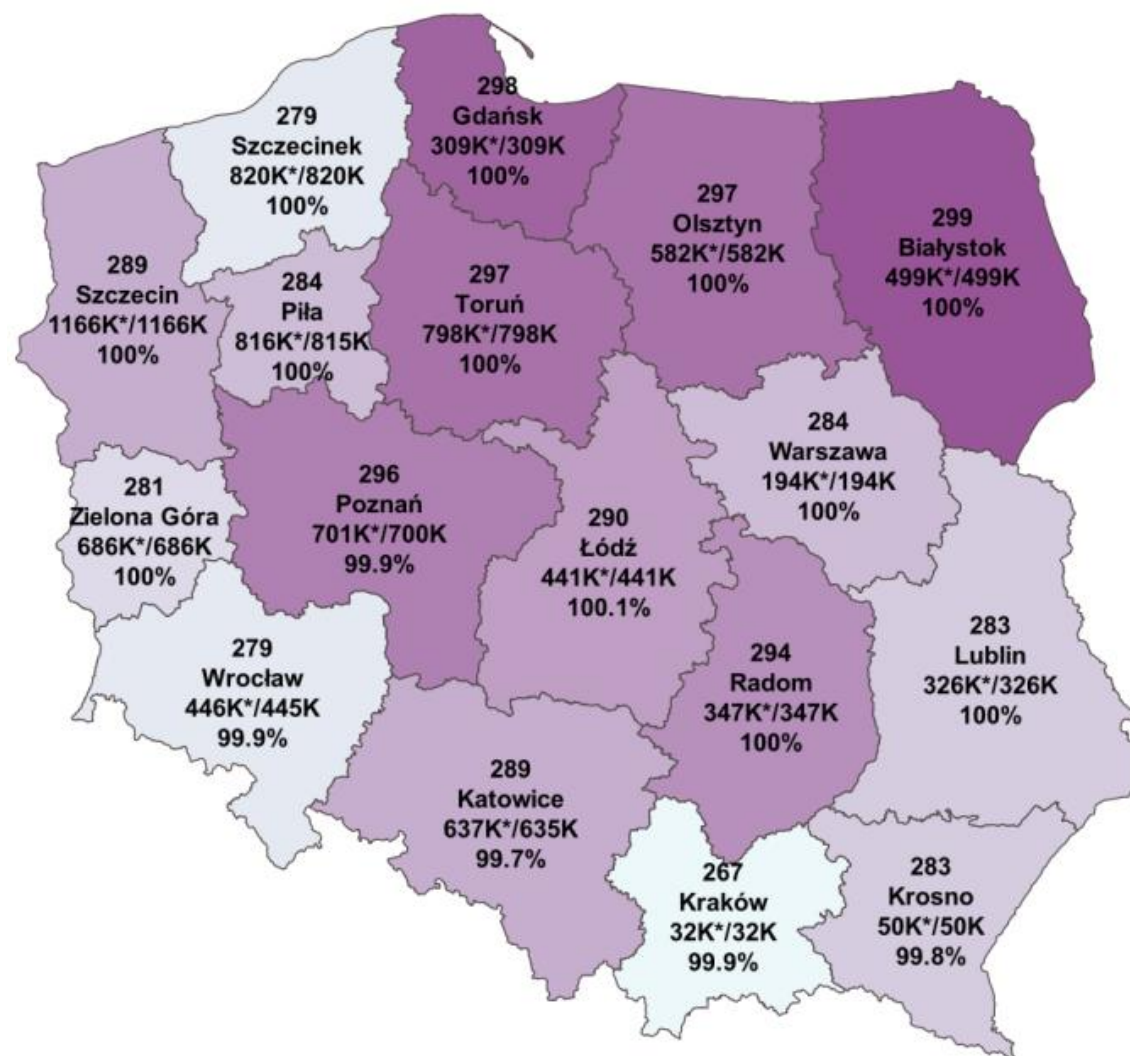 298
Gdańsk
309K*/309K
100%
279
Szczecinek
820K*/820K
100%
297
Olsztyn
582K*/582K
100%
299
Białystok
499K*/499K
100%
289
Szczecin
1166K*/1166K
100%
284
Piła
816K*/815K
100%
297
Toruń
798K*/798K
100%
284
Warszawa
194K*/194K
100%
281
Zielona Góra
686K*/686K
100%
296
Poznań
701K*/700K
99.9%
290
Łódź
441K*/441K
100.1%
283
Lublin
326K*/326K
100%
279
Wrocław
446K*/445K
99.9%
294
Radom
347K*/347K
100%
289
Katowice
637K*/635K
99.7%
267
Kraków
32K*/32K
99.9%
283
Krosno
50K*/50K
99.8%